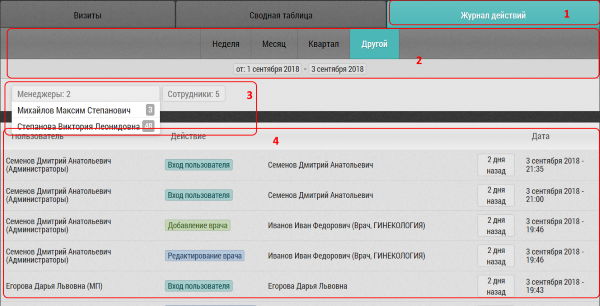 Визиты
Сводная таблица
Журнал действий
1
Неделя
Месяц
Квартал
Другой
2
от: 1 сентября 2018 - 3 сентября 2018
Менеджеры: 2
Сотрудники: 5
3
Михайлов Максим Степанович 3
Степанова Виктория Леонидовна
4
Пользователь
Действие
Дата
Семенов Дмитрий Анатольевич
(Администраторы)
Вход пользователя
Семенов Дмитрий Анатольевич
2 дня
назад
3 сентября 2018 -
21:35
Семенов Дмитрий Анатольевич
(Администраторы)
Вход пользователя
Семенов Дмитрий Анатольевич
2 дня
назад
3 сентября 2018 -
21:00
Семенов Дмитрий Анатольевич
(Администраторы)
Добавление врача
Иванов Иван Федорович (Врач, ГИНЕКОЛОГИЯ)
2 дня
назад
3 сентября 2018 -
19:46
Семенов Дмитрий Анатольевич
(Администраторы)
Редактирование врача
Иванов Иван Федорович (Врач, ГИНЕКОЛОГИЯ)
2 дня
назад
3 сентября 2018 -
19:46
Егорова Дарья Львовна (МП)
Вход пользователя
Егорова Дарья Львовна
2 дня
назад
3 сентября 2018 -
19:43